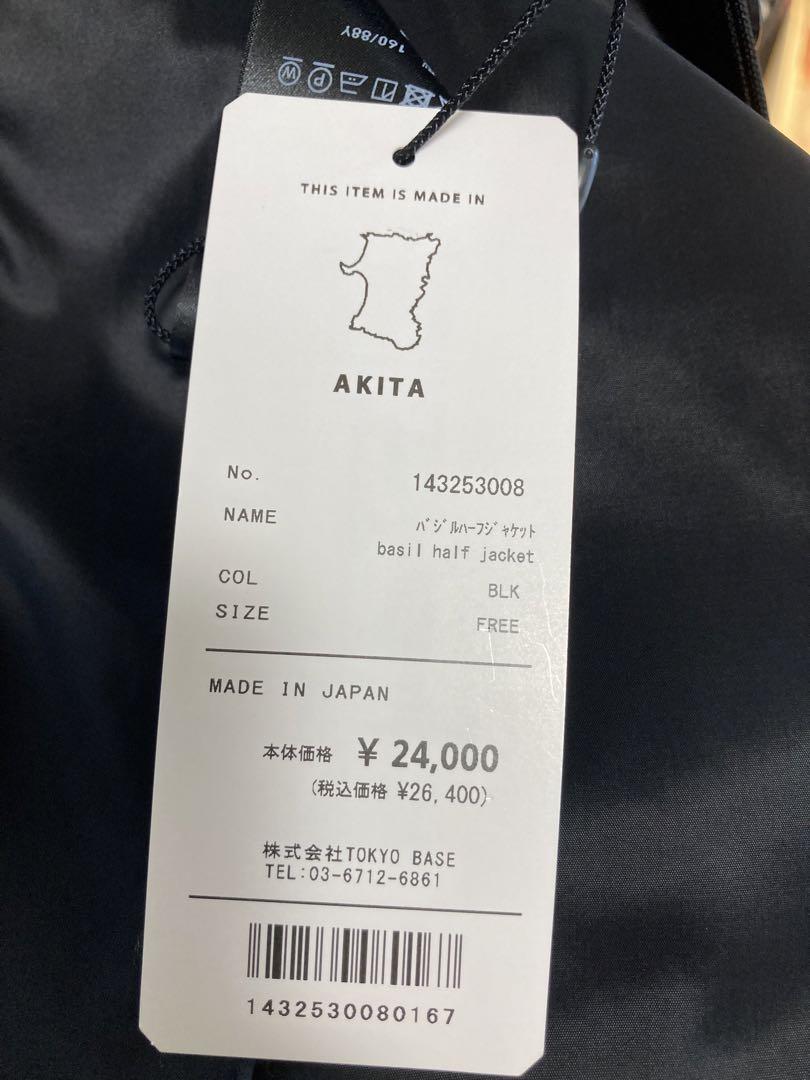 160/88Y
W P
THIS ITEM IS MADE IN
AKITA
No. 143253008
NAME ﾊﾞｼﾞﾙﾊｰﾌｼﾞｬｹｯﾄ
basil half jacket
COL BLK
SIZE FREE
MADE IN JAPAN
本体価格 ¥ 24,000
(税込価格 ¥26,400)
株式会社TOKYO BASE
TEL:03-6712-6861
1432530080167